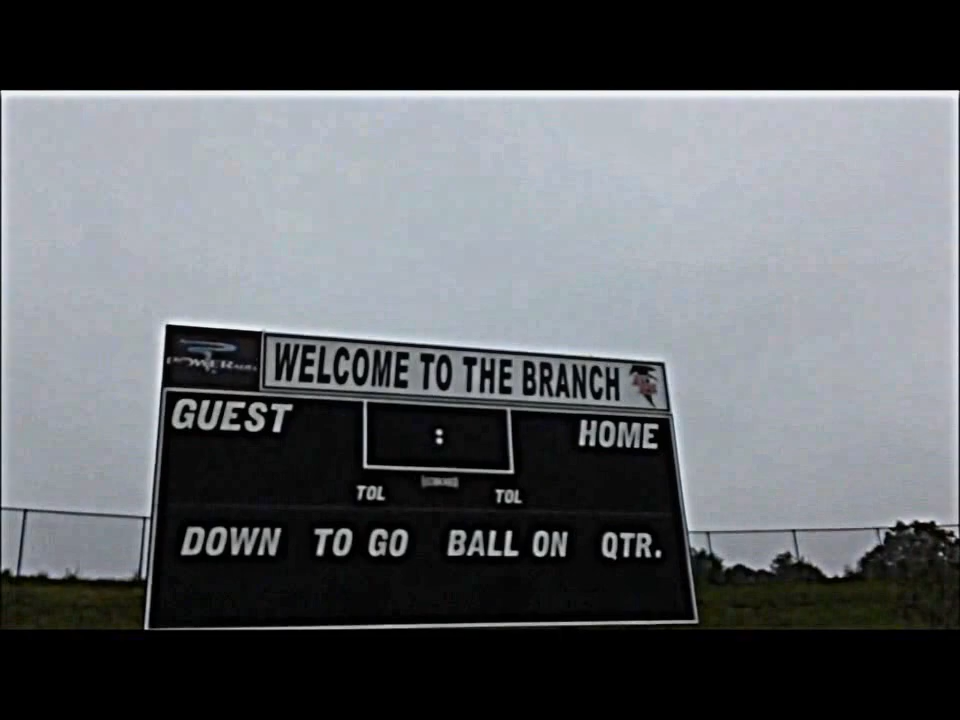 WELCOME TO THE BRANCH
GUEST
:
HOME
TOL
TOL
DOWN TO GO BALL ON QTR.